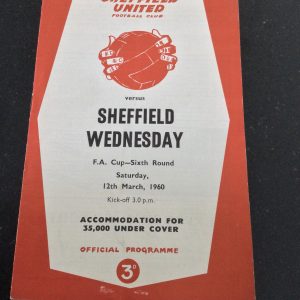 SHEFFIELD
UNITED
FOOTBALL CLUB
versus
SHEFFIELD
WEDNESDAY
F.A. Cup—Sixth Round
Saturday,
12th March, 1960
Kick-off 3.0 p.m.
ACCOMMODATION FOR
35,000 UNDER COVER
OFFICIAL PROGRAMME
3D